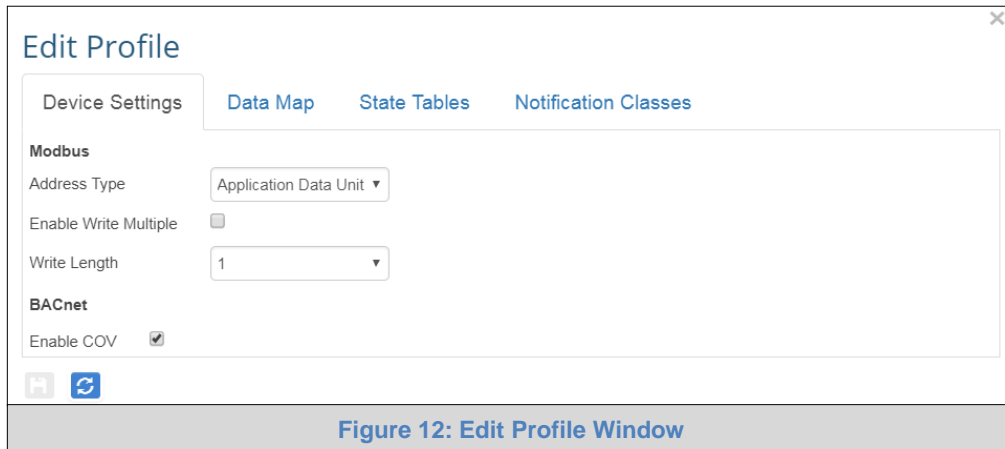 Edit Profile
Device Settings Data Map State Tables Notification Classes
Modbus
Address Type Application Data Unit
Enable Write Multiple
Write Length 1
BACnet
Enable COV
Figure 12: Edit Profile Window